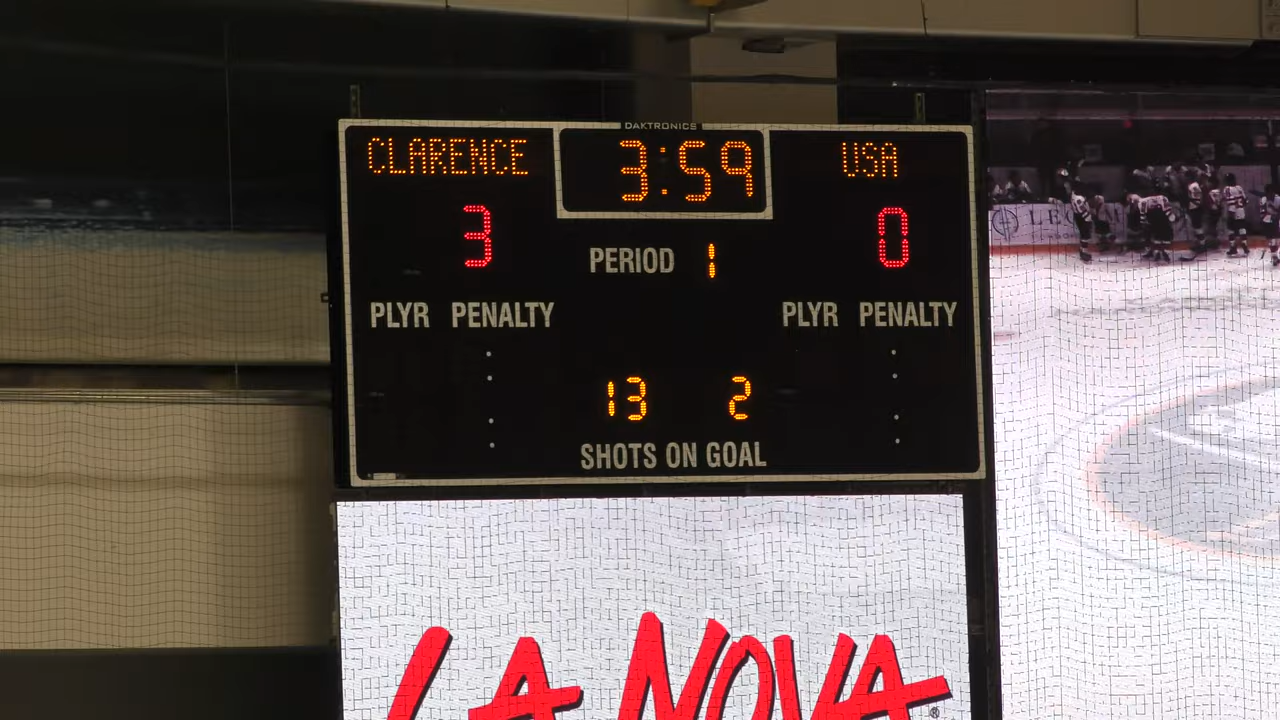 DAKTRONICS
CLARENCE 3:59 USA
3 PERIOD 1 0
PLYR PENALTY PLYR PENALTY
13 2
SHOTS ON GOAL
LA NOVA ®